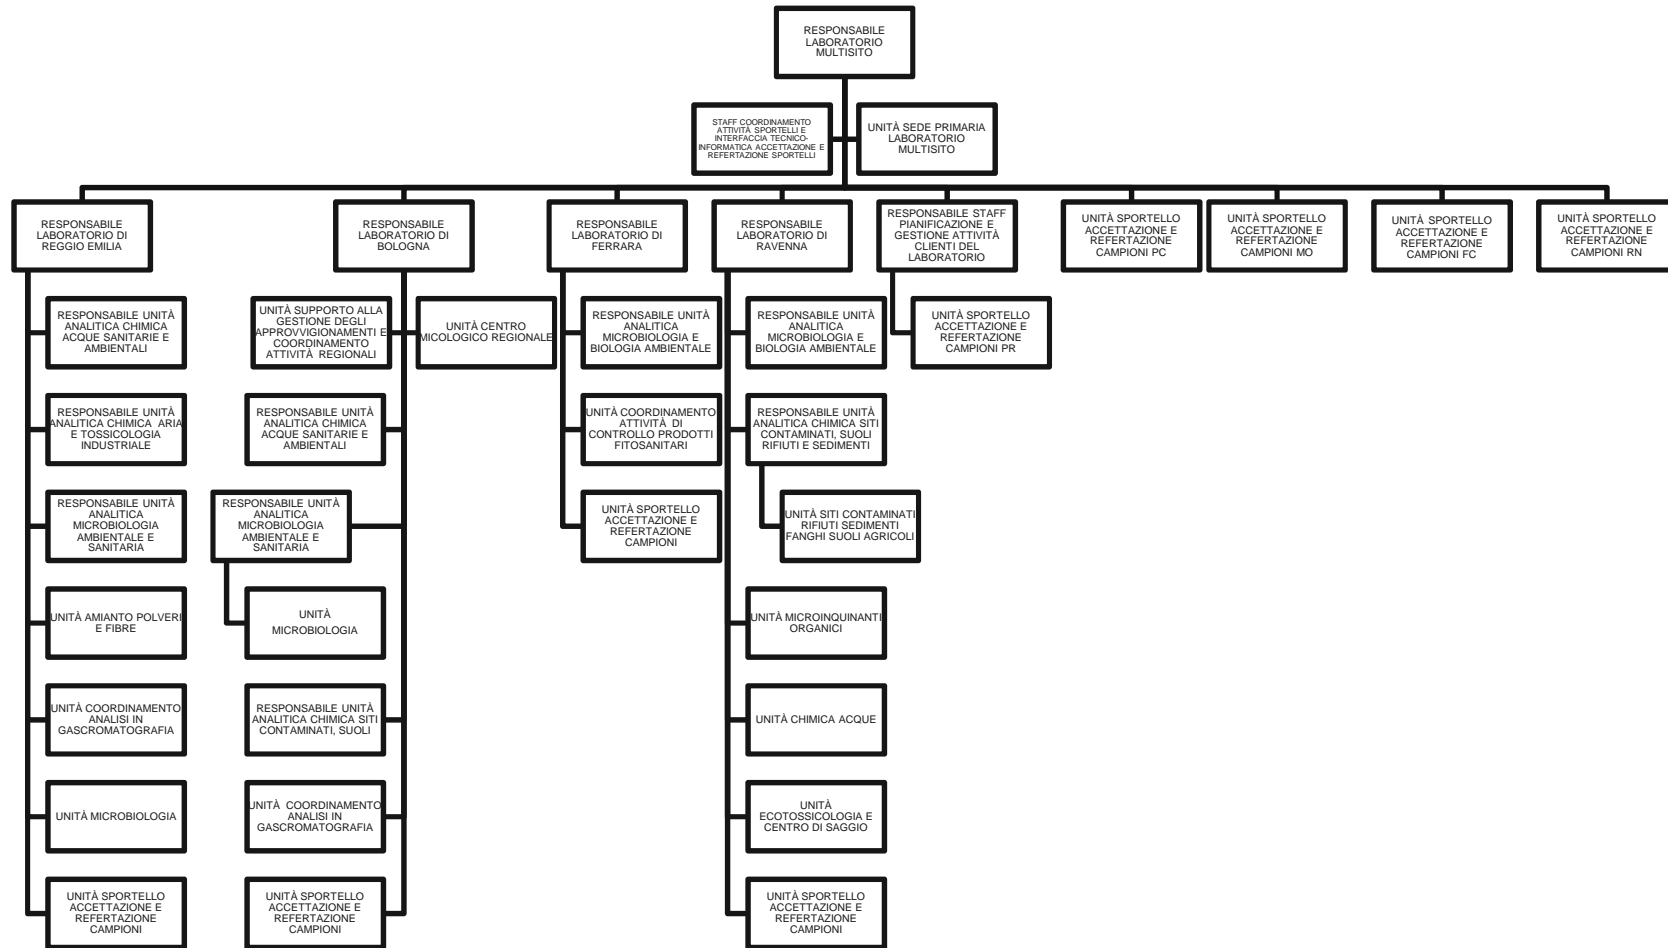 RESPONSABILE
LABORATORIO
MULTISITO
STAFF COORDINAMENTO
ATTIVITÀ SPORTELLI E
INTERFACCIA TECNICO-
INFORMATICA ACCETTAZIONE E
REFERTAZIONE SPORTELLI
UNITÀ SEDE PRIMARIA
LABORATORIO
MULTISITO
RESPONSABILE
LABORATORIO DI
REGGIO EMILIA
RESPONSABILE
LABORATORIO DI
BOLOGNA
RESPONSABILE
LABORATORIO DI
FERRARA
RESPONSABILE
LABORATORIO DI
RAVENNA
RESPONSABILE STAFF
PIANIFICAZIONE E
GESTIONE ATTIVITÀ
CLIENTI DEL
LABORATORIO
UNITÀ SPORTELLO
ACCETTAZIONE E
REFERTAZIONE
CAMPIONI PC
UNITÀ SPORTELLO
ACCETTAZIONE E
REFERTAZIONE
CAMPIONI MO
UNITÀ SPORTELLO
ACCETTAZIONE E
REFERTAZIONE
CAMPIONI FC
UNITÀ SPORTELLO
ACCETTAZIONE E
REFERTAZIONE
CAMPIONI RN
RESPONSABILE UNITÀ
ANALITICA CHIMICA
ACQUE SANITARIE E
AMBIENTALI
UNITÀ SUPPORTO ALLA
GESTIONE DEGLI
APPROVVIGIONAMENTI E
COORDINAMENTO
ATTIVITÀ REGIONALI
UNITÀ CENTRO
MICOLOGICO REGIONALE
RESPONSABILE UNITÀ
ANALITICA
MICROBIOLOGIA E
BIOLOGIA AMBIENTALE
RESPONSABILE UNITÀ
ANALITICA
MICROBIOLOGIA E
BIOLOGIA AMBIENTALE
UNITÀ SPORTELLO
ACCETTAZIONE E
REFERTAZIONE
CAMPIONI PR
RESPONSABILE UNITÀ
ANALITICA CHIMICA ARIA
E TOSSICOLOGIA
INDUSTRIALE
RESPONSABILE UNITÀ
ANALITICA CHIMICA
ACQUE SANITARIE E
AMBIENTALI
UNITÀ COORDINAMENTO
ATTIVITÀ DI
CONTROLLO PRODOTTI
FITOSANITARI
RESPONSABILE UNITÀ
ANALITICA CHIMICA SITI
CONTAMINATI, SUOLI
RIFIUTI E SEDIMENTI
RESPONSABILE UNITÀ
ANALITICA
MICROBIOLOGIA
AMBIENTALE E
SANITARIA
RESPONSABILE UNITÀ
ANALITICA
MICROBIOLOGIA
AMBIENTALE E
SANITARIA
UNITÀ SPORTELLO
ACCETTAZIONE E
REFERTAZIONE
CAMPIONI
UNITÀ SITI CONTAMINATI
RIFIUTI SEDIMENTI
FANGHI SUOLI AGRICOLI
UNITÀ AMIANTO POLVERI
E FIBRE
UNITÀ
MICROBIOLOGIA
UNITÀ MICROINQUINANTI
ORGANICI
UNITÀ COORDINAMENTO
ANALISI IN
GASCROMATOGRAFIA
RESPONSABILE UNITÀ
ANALITICA CHIMICA SITI
CONTAMINATI, SUOLI
UNITÀ CHIMICA ACQUE
UNITÀ MICROBIOLOGIA
UNITÀ COORDINAMENTO
ANALISI IN
GASCROMATOGRAFIA
UNITÀ
ECOTOSSICOLOGIA E
CENTRO DI SAGGIO
UNITÀ SPORTELLO
ACCETTAZIONE E
REFERTAZIONE
CAMPIONI
UNITÀ SPORTELLO
ACCETTAZIONE E
REFERTAZIONE
CAMPIONI
UNITÀ SPORTELLO
ACCETTAZIONE E
REFERTAZIONE
CAMPIONI